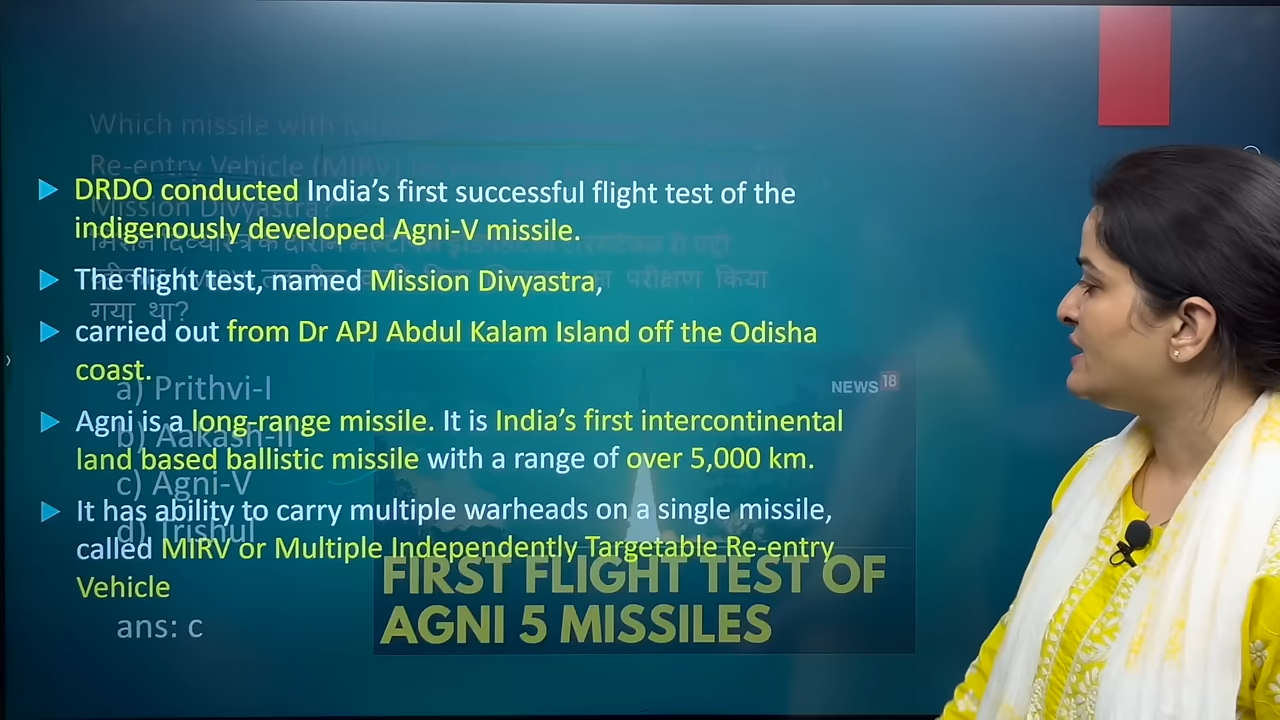 Which missile with
Re-entry Vehicle (MIRV)
Mission Divyastra?
मिशन दिव्यास्त्र के दौरान
परीक्षण किया
गया था?
DRDO conducted India's first successful flight test of the
indigenously developed Agni-V missile.
The flight test, named Mission Divyastra,
carried out from Dr APJ Abdul Kalam Island off the Odisha
coast.
Agni is a long-range missile. It is India's first intercontinental
land based ballistic missile with a range of over 5,000 km.
It has ability to carry multiple warheads on a single missile,
called MIRV or Multiple Independently Targetable Re-entry
Vehicle
a) Prithvi-I
b) Aakash-II
c) Agni-V
d) Trishul
ans: c
NEWS 18
FIRST FLIGHT TEST OF
AGNI 5 MISSILES